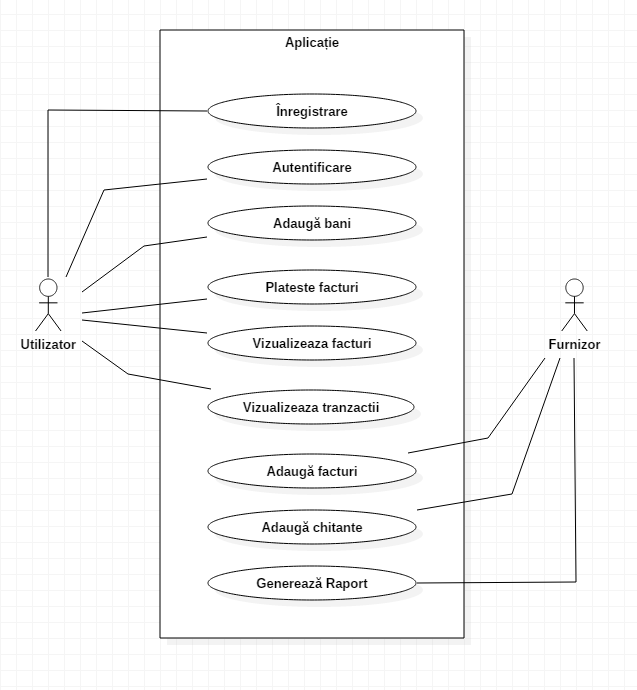 Aplicație
Înregistrare
Autentificare
Adaugă bani
Plateste facturi
Vizualizeaza facturi
Utilizator
Furnizor
Vizualizeaza tranzactii
Adaugă facturi
Adaugă chitante
Generează Raport